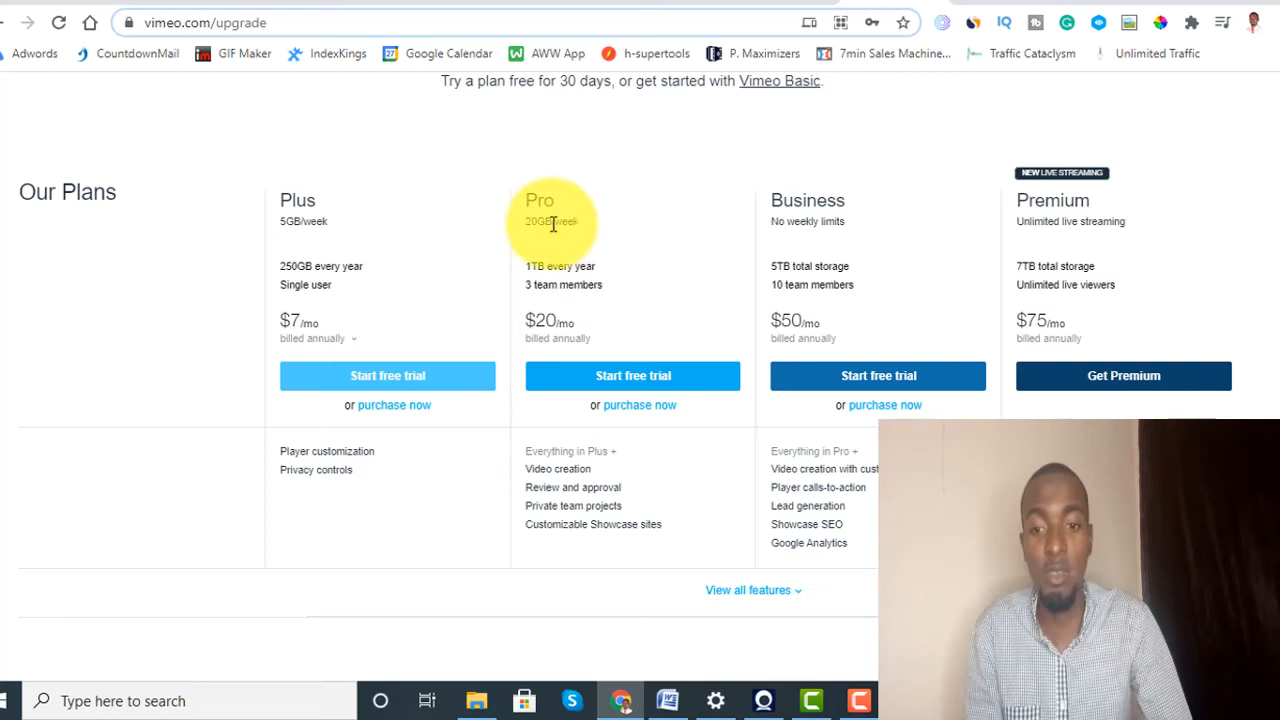 vimeo.com/upgrade
Adwords
CountdownMail
GIF Maker
IndexKings
Google Calendar
AWW App
h-supertools
P. Maximizers
7min Sales Machine...
Traffic Cataclysm
Unlimited Traffic
Try a plan free for 30 days, or get started with Vimeo Basic.
Our Plans
Plus
5GB/week
250GB every year
Single user
$7/mo
billed annually
Start free trial
or purchase now
Player customization
Privacy controls
Pro
20GB/week
1TB every year
3 team members
$20/mo
billed annually
Start free trial
or purchase now
Everything in Plus +
Video creation
Review and approval
Private team projects
Customizable Showcase sites
Business
No weekly limits
5TB total storage
10 team members
$50/mo
billed annually
Start free trial
or purchase now
Everything in Pro +
Video creation with
Player calls-to-action
Lead generation
Showcase SEO
Google Analytics
NEW LIVE STREAMING
Premium
Unlimited live streaming
7TB total storage
Unlimited live viewers
$75/mo
billed annually
Get Premium
View all features
Type here to search